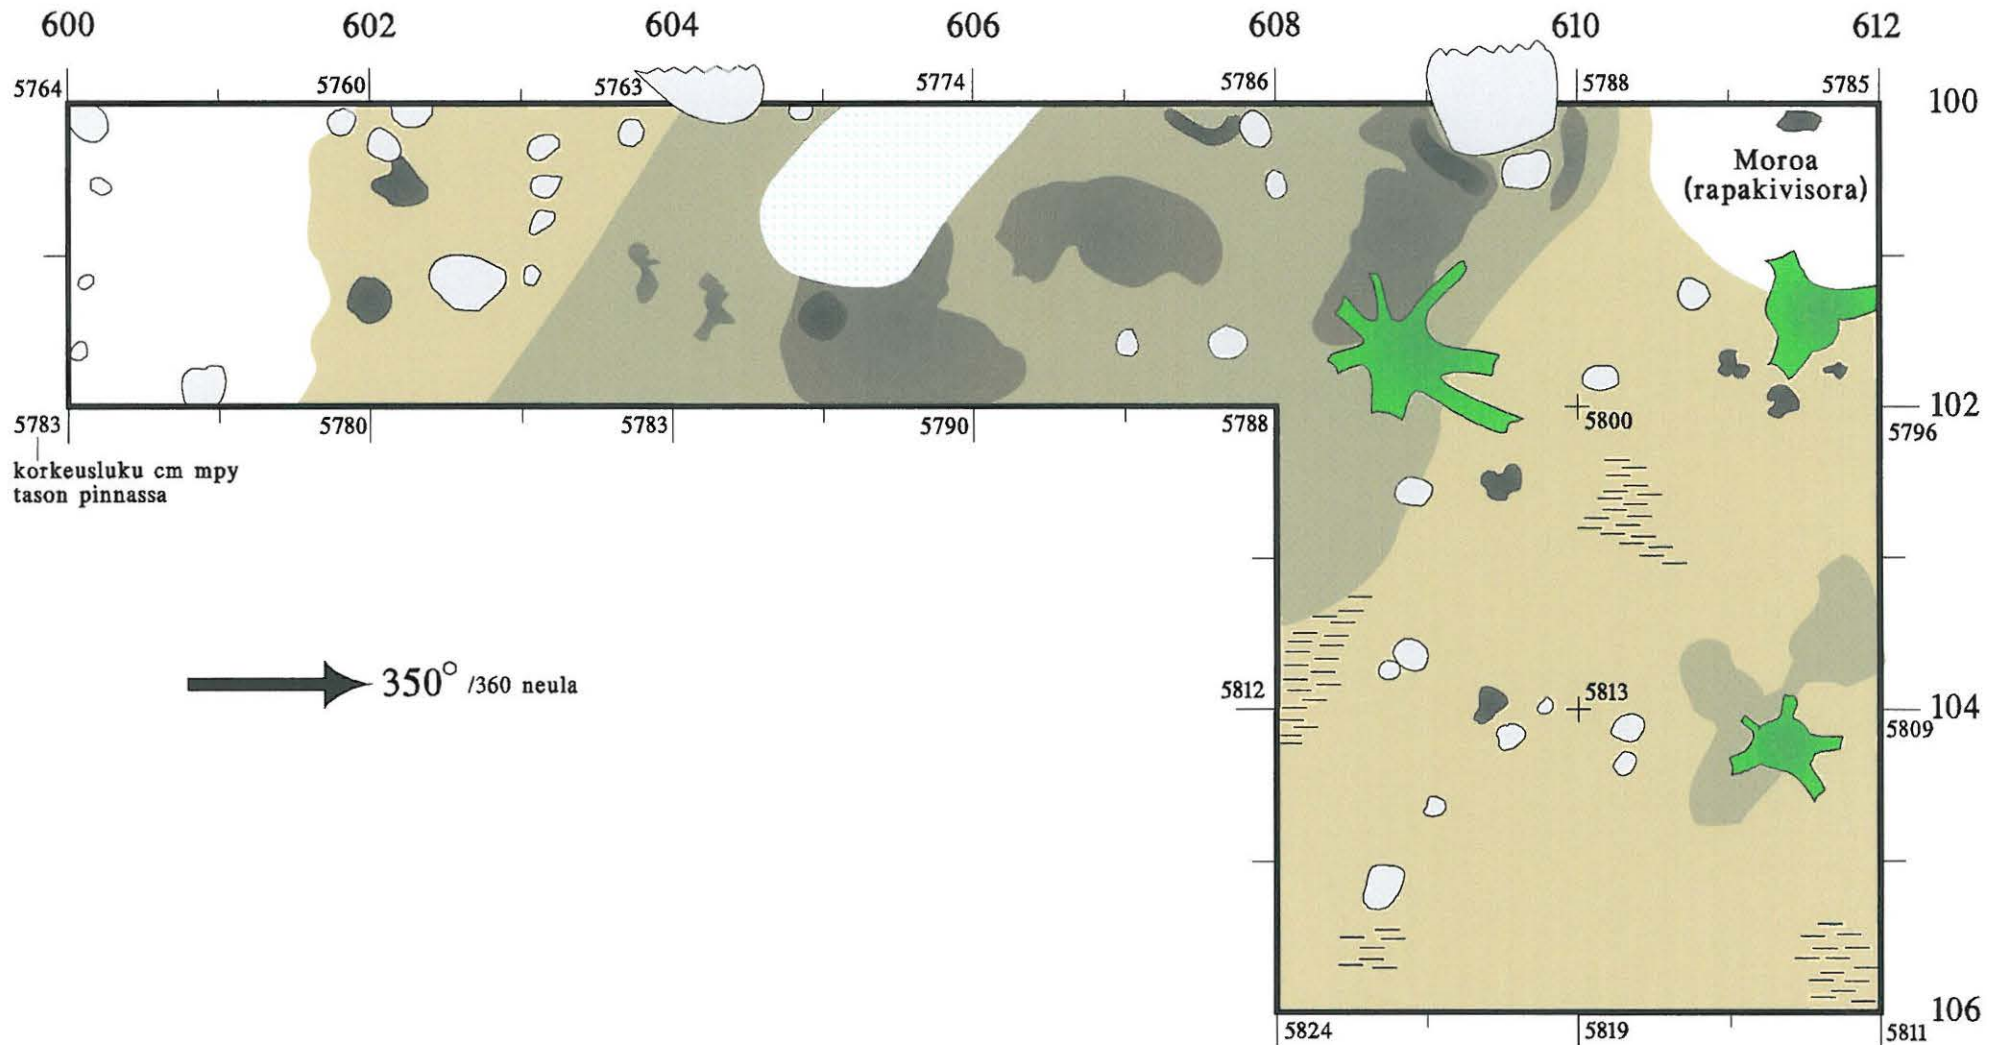 600 602 604 606 608 610 612
5764 5760 5763 5774 5786 5788 5785
100
Moroa
(rapakivisora)
102
5783 5780 5783 5790 5788 5800 5796
korkeusluku cm mpy
tason pinnassa
350° /360 neula
5812 5813 104
5809
106
5824 5819 5811